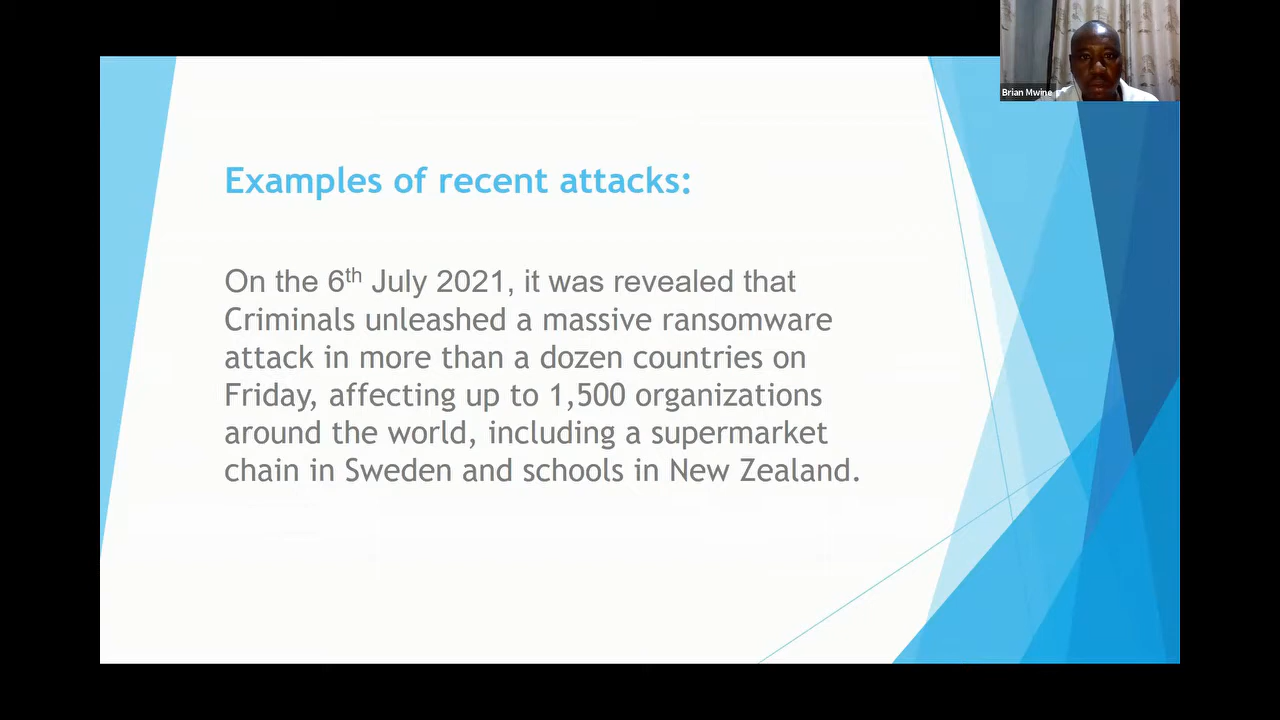 Brian Mwine
Examples of recent attacks:
On the 6th July 2021, it was revealed that
Criminals unleashed a massive ransomware
attack in more than a dozen countries on
Friday, affecting up to 1,500 organizations
around the world, including a supermarket
chain in Sweden and schools in New Zealand.